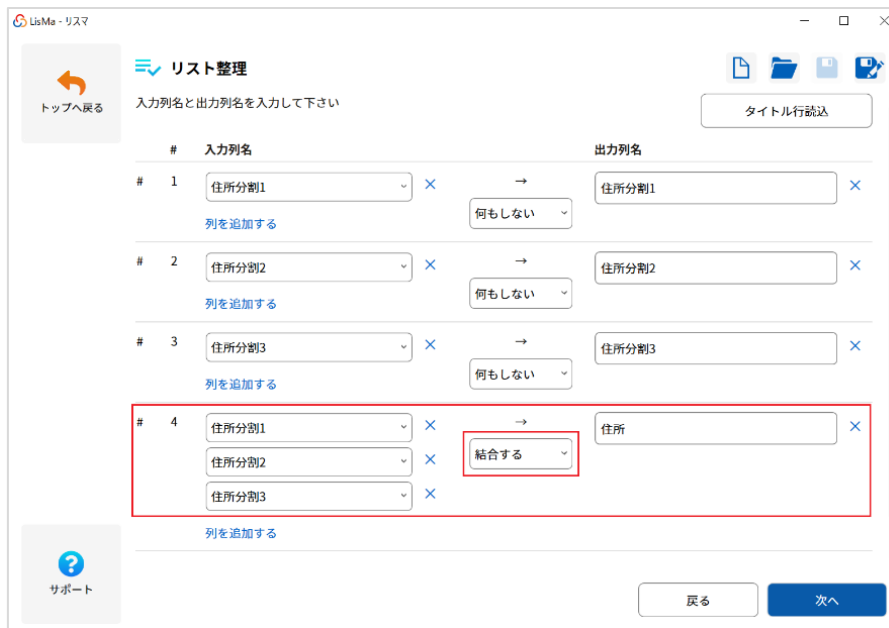 LisMa - リスマ
トップへ戻る
リスト整理
入力列名と出力列名を入力して下さい
タイトル行読込
# 入力列名 出力列名
# 1 住所分割1 → 住所分割1
何もしない
列を追加する
# 2 住所分割2 → 住所分割2
何もしない
列を追加する
# 3 住所分割3 → 住所分割3
何もしない
列を追加する
# 4 住所分割1 → 住所
結合する
住所分割2
住所分割3
列を追加する
サポート
戻る 次へ